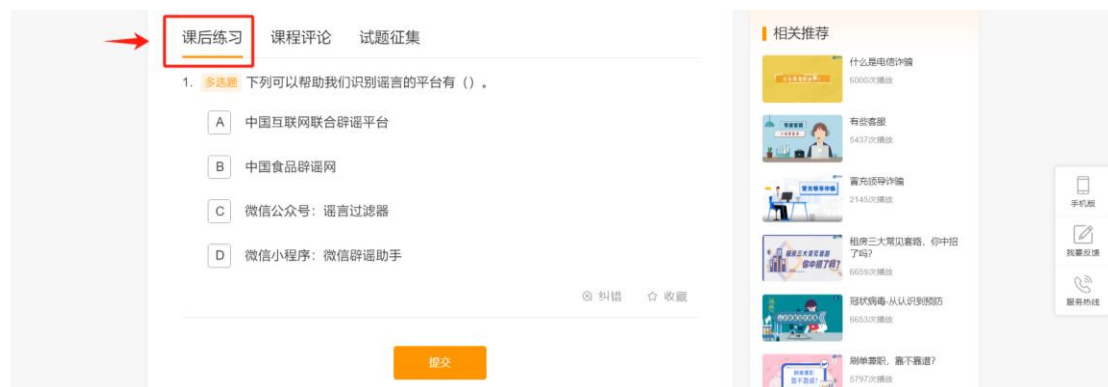 课后练习 课程评论 试题征集
1. 多选题 下列可以帮助我们识别谣言的平台有（）。
A 中国互联网联合辟谣平台
B 中国食品辟谣网
C 微信公众号：谣言过滤器
D 微信小程序：微信辟谣助手
纠错 收藏
提交
相关推荐
什么是电信诈骗
6000次播放
有些客服
5437次播放
冒充领导诈骗
2145次播放
租房三大常见套路，你中招
了吗？
6659次播放
冠状病毒-从认识到预防
6653次播放
刷单兼职，靠不靠谱？
5797次播放
手机版
我要反馈
服务热线